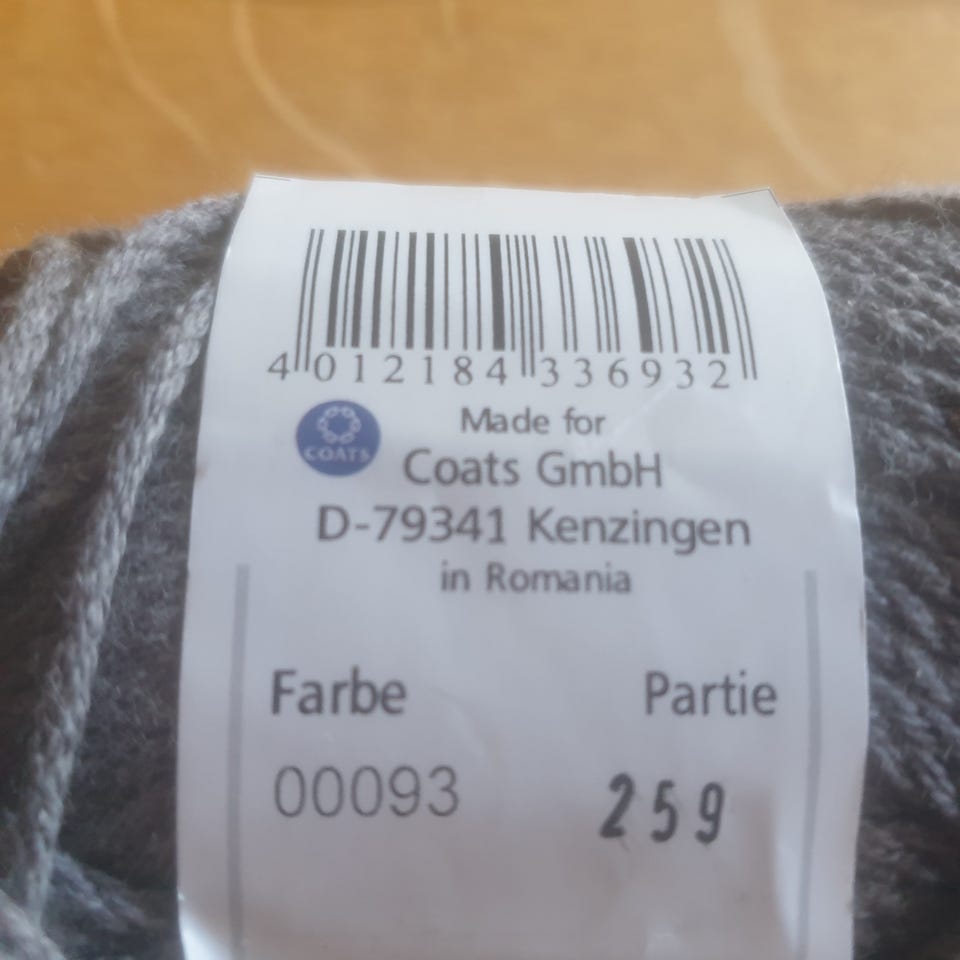 4 012184 336932
COATS
Made for
Coats GmbH
D-79341 Kenzingen
in Romania
Farbe Partie
00093 259